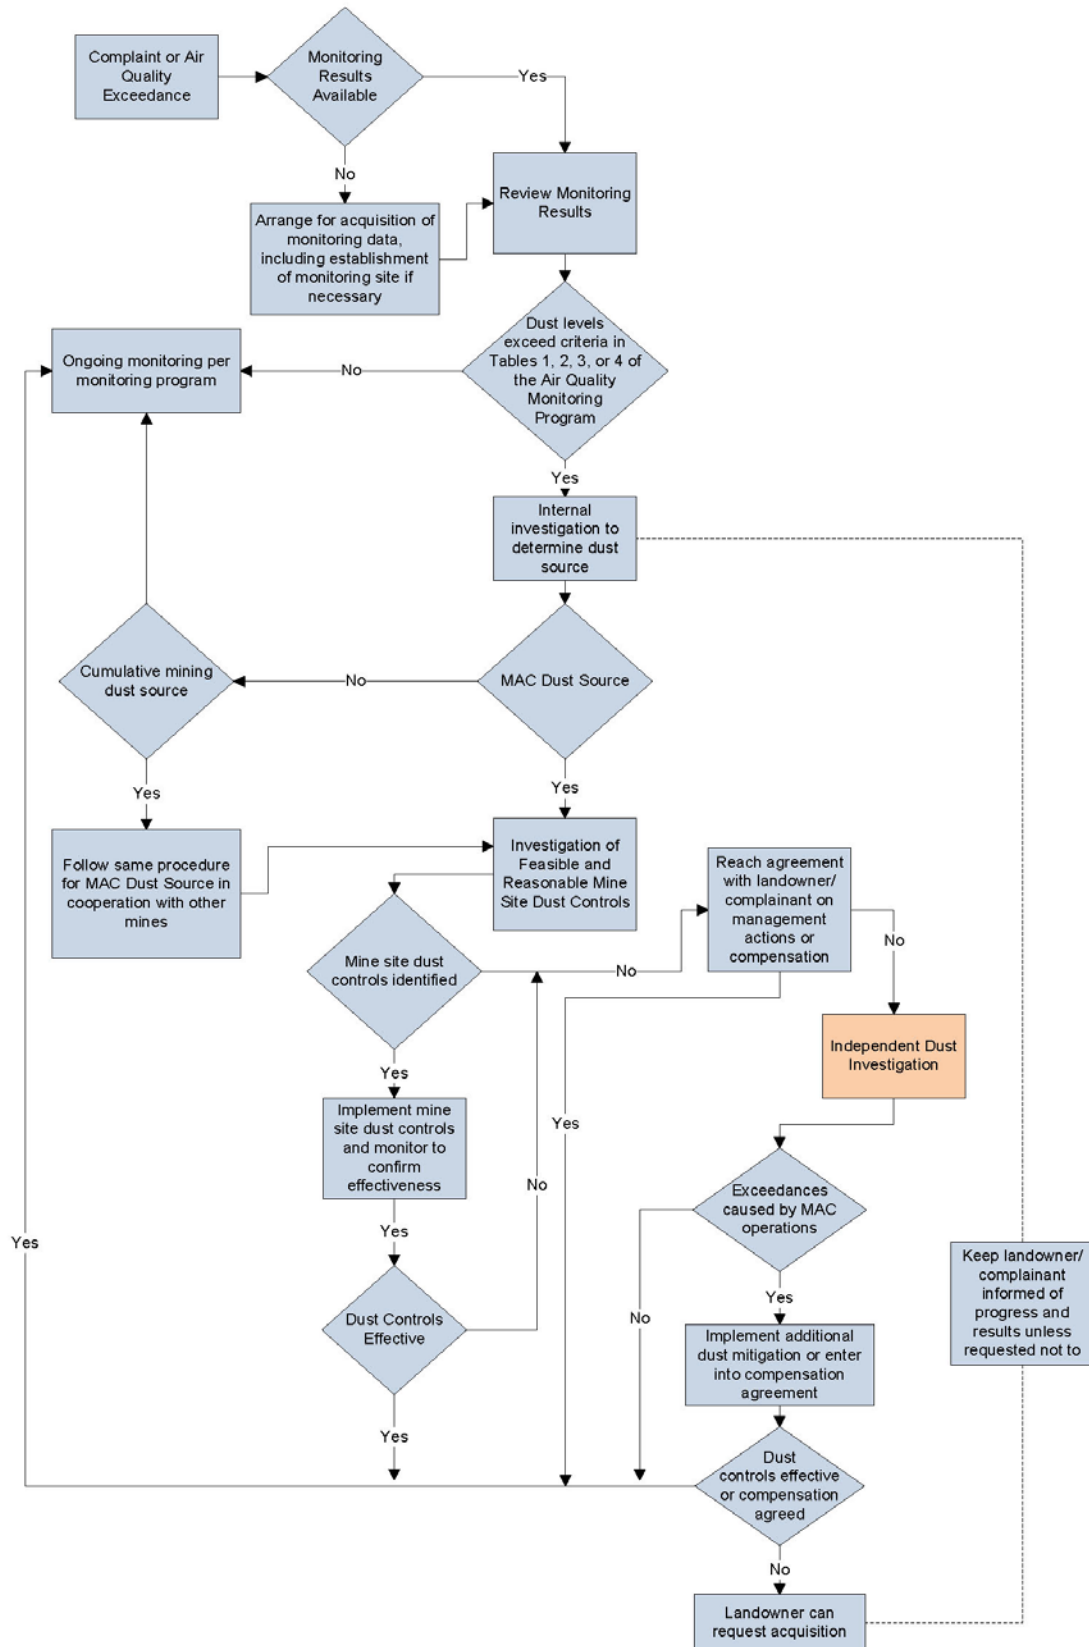 Complaint or Air
Quality
Exceedance
Monitoring
Results
Available
Yes
No
Arrange for acquisition of
monitoring data,
including establishment
of monitoring site if
necessary
Review Monitoring
Results
Dust levels
exceed criteria in
Tables 1, 2, 3, or 4 of
the Air Quality
Monitoring
Program
No
Ongoing monitoring per
monitoring program
Yes
Internal
investigation to
determine dust
source
MAC Dust Source
No
Cumulative mining
dust source
Yes
Yes
Follow same procedure
for MAC Dust Source in
cooperation with other
mines
Investigation of
Feasible and
Reasonable Mine
Site Dust Controls
Mine site dust
controls identified
No
Reach agreement
with landowner/
complainant on
management
actions or
compensation
No
Independent Dust
Investigation
Yes
Implement mine
site dust controls
and monitor to
confirm
effectiveness
No
Yes
Yes
Dust Controls
Effective
Yes
Yes
Exceedances
caused by MAC
operations
No
Yes
Implement additional
dust mitigation or enter
into compensation
agreement
Dust
controls effective
or compensation
agreed
No
Landowner can
request acquisition
Keep landowner/
complainant
informed of
progress and
results unless
requested not to